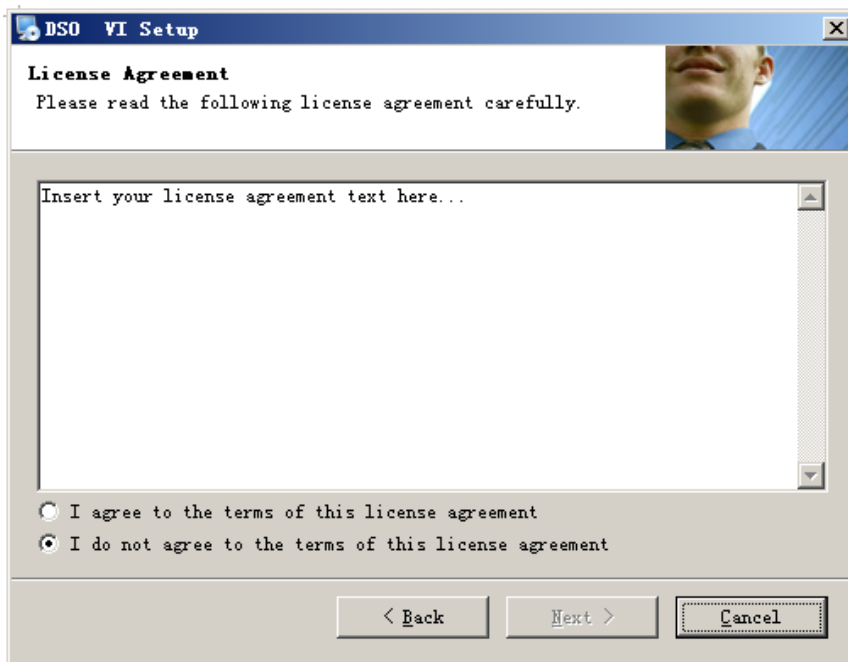 DSO VI Setup
License Agreement
Please read the following license agreement carefully.
Insert your license agreement text here...
I agree to the terms of this license agreement
I do not agree to the terms of this license agreement
< Back
Next >
Cancel